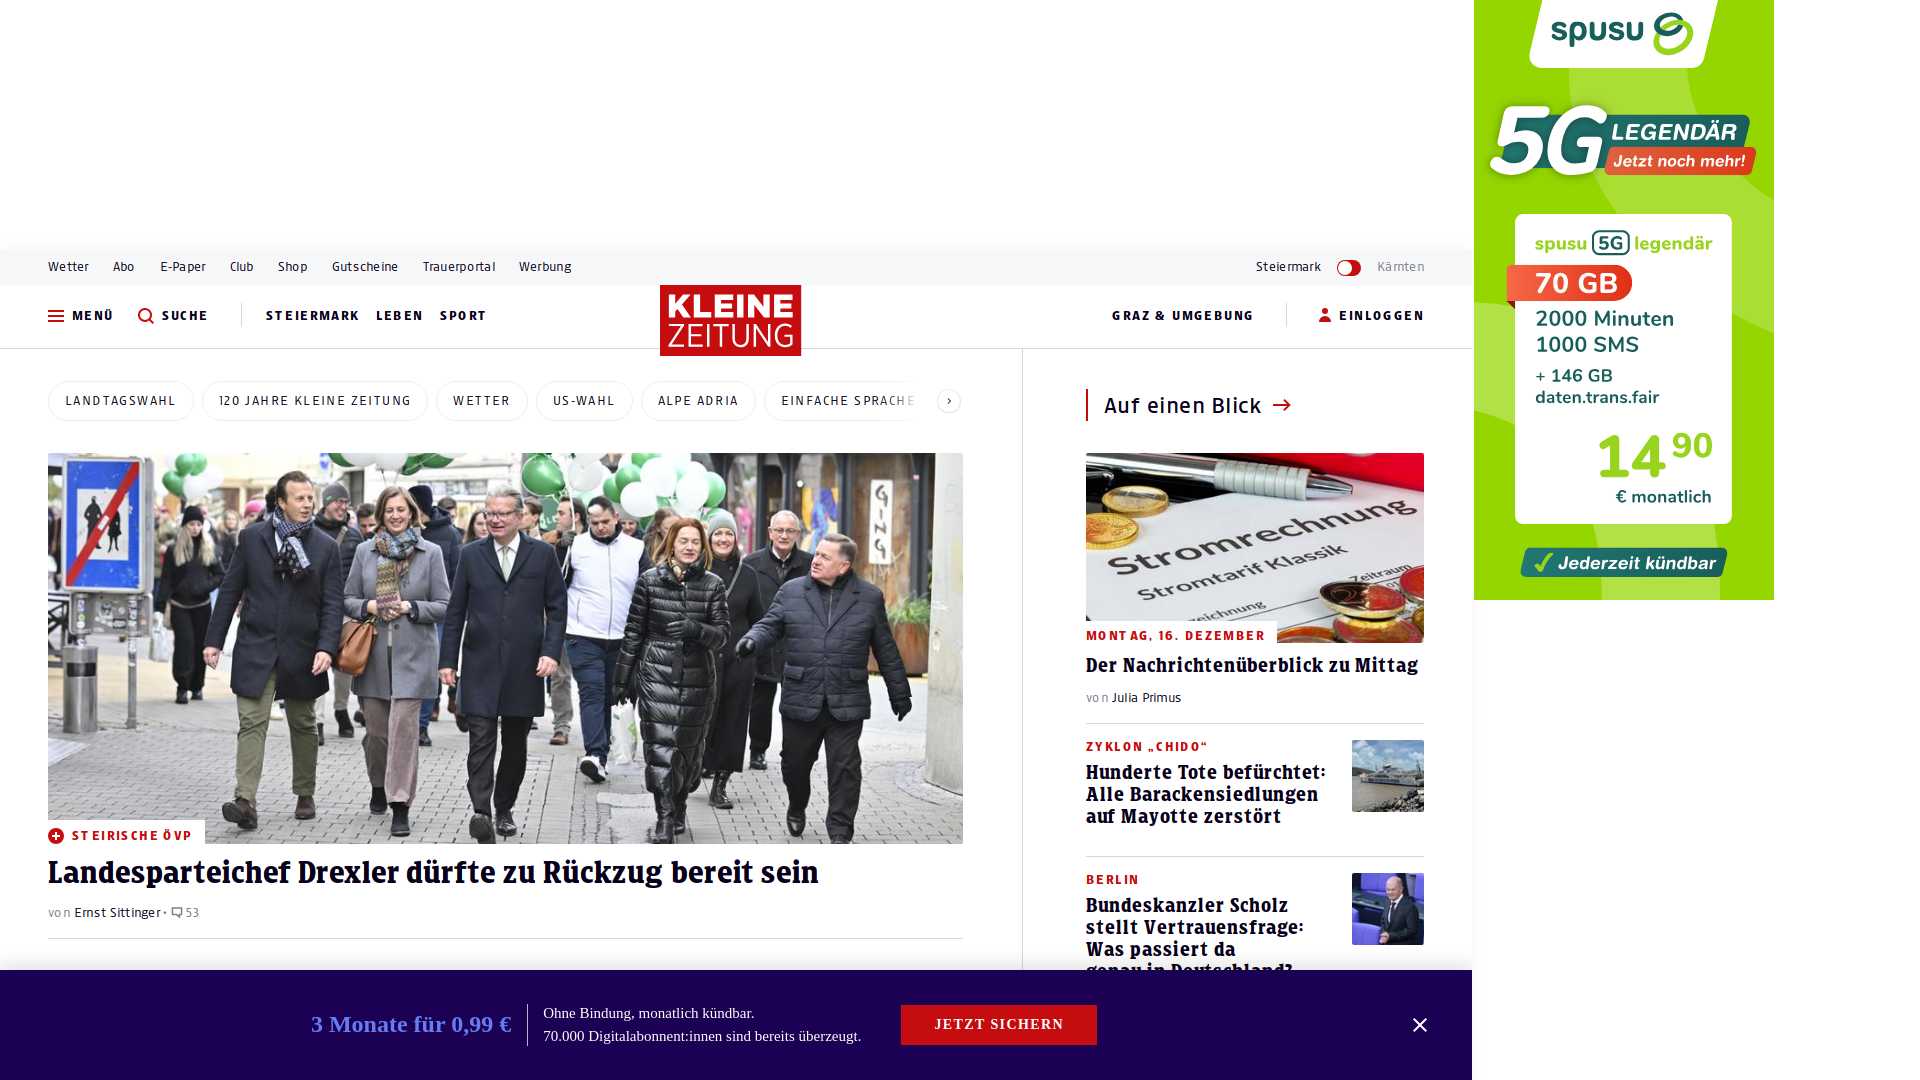 Wetter
Abo
E-Paper
Club
Shop
Gutscheine
Trauerportal
Werbung
Steiermark
Kärnten
MENÜ
SUCHE
STEIERMARK
LEBEN
SPORT
KLEINE
ZEITUNG
GRAZ & UMGEBUNG
EINLOGGEN
LANDTAGSWAHL
120 JAHRE KLEINE ZEITUNG
WETTER
US-WAHL
ALPE ADRIA
EINFACHE SPRACHE
GING
STEIRISCHE ÖVP
Landesparteichef Drexler dürfte zu Rückzug bereit sein
von Ernst Sittinger • 53
Auf einen Blick
Stromrechnung
Stromtarif Klassik
Zeitraum
MONTAG, 16. DEZEMBER
Der Nachrichtenüberblick zu Mittag
von Julia Primus
ZYKLON „CHIDO“
Hunderte Tote befürchtet:
Alle Barackensiedlungen
auf Mayotte zerstört
BERLIN
Bundeskanzler Scholz
stellt Vertrauensfrage:
Was passiert da
genau in Deutschland?
3 Monate für 0,99 €
Ohne Bindung, monatlich kündbar.
70.000 Digitalabonnent:innen sind bereits überzeugt.
JETZT SICHERN
spusu
5G LEGENDÄR
Jetzt noch mehr!
spusu 5G legendär
70 GB
2000 Minuten
1000 SMS
+ 146 GB
daten.trans.fair
14 90
€ monatlich
Jederzeit kündbar